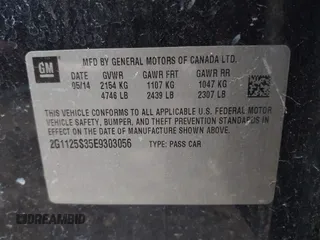 GM
MFD BY GENERAL MOTORS OF CANADA LTD.
DATE GVWR GAWR FRT GAWR RR
05/14 2154 KG 1107 KG 1047 KG
4746 LB 2439 LB 2307 LB
THIS VEHICLE CONFORMS TO ALL APPLICABLE U.S. FEDERAL MOTOR
VEHICLE SAFETY, BUMPER, AND THEFT PREVENTION STANDARDS IN
EFFECT ON THE DATE OF MANUFACTURE SHOWN ABOVE.
2G1125S35E9303056 TYPE: PASS CAR
AUTOBIDMASTER